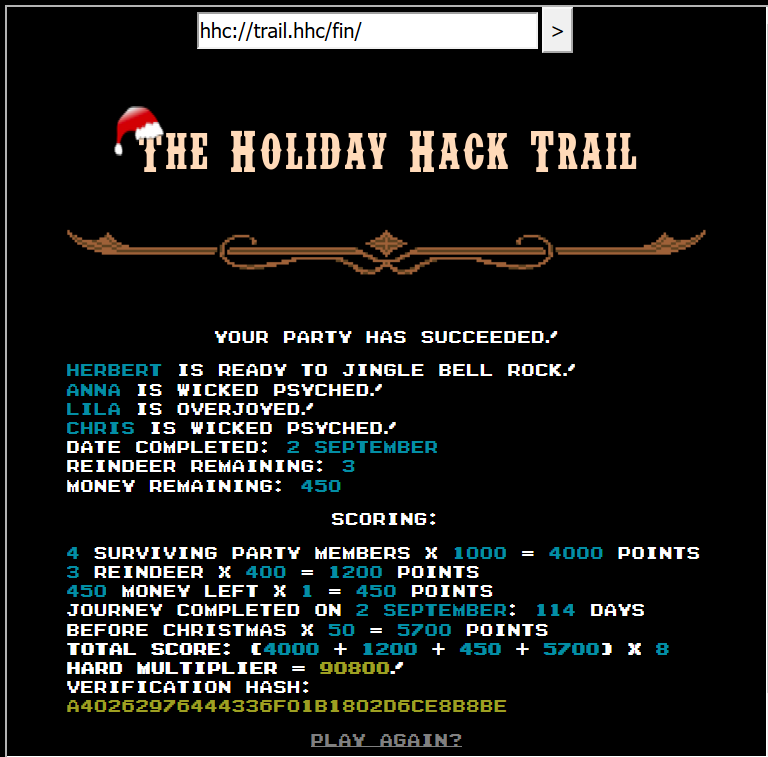 hhc://trail.hhc/fin/ >
THE HOLIDAY HACK TRAIL
YOUR PARTY HAS SUCCEEDED!
HERBERT IS READY TO JINGLE BELL ROCK!
ANNA IS WICKED PSYCHED!
LILA IS OVERJOYED!
CHRIS IS WICKED PSYCHED!
DATE COMPLETED: 2 SEPTEMBER
REINDEER REMAINING: 3
MONEY REMAINING: 450
SCORING:
4 SURVIVING PARTY MEMBERS X 1000 = 4000 POINTS
3 REINDEER X 400 = 1200 POINTS
450 MONEY LEFT X 1 = 450 POINTS
JOURNEY COMPLETED ON 2 SEPTEMBER: 114 DAYS
BEFORE CHRISTMAS X 50 = 5700 POINTS
TOTAL SCORE: (4000 + 1200 + 450 + 5700) X 8
HARD MULTIPLIER = 90800!
VERIFICATION HASH:
A40262976444336F01B1802D6CE8B8BE
PLAY AGAIN?